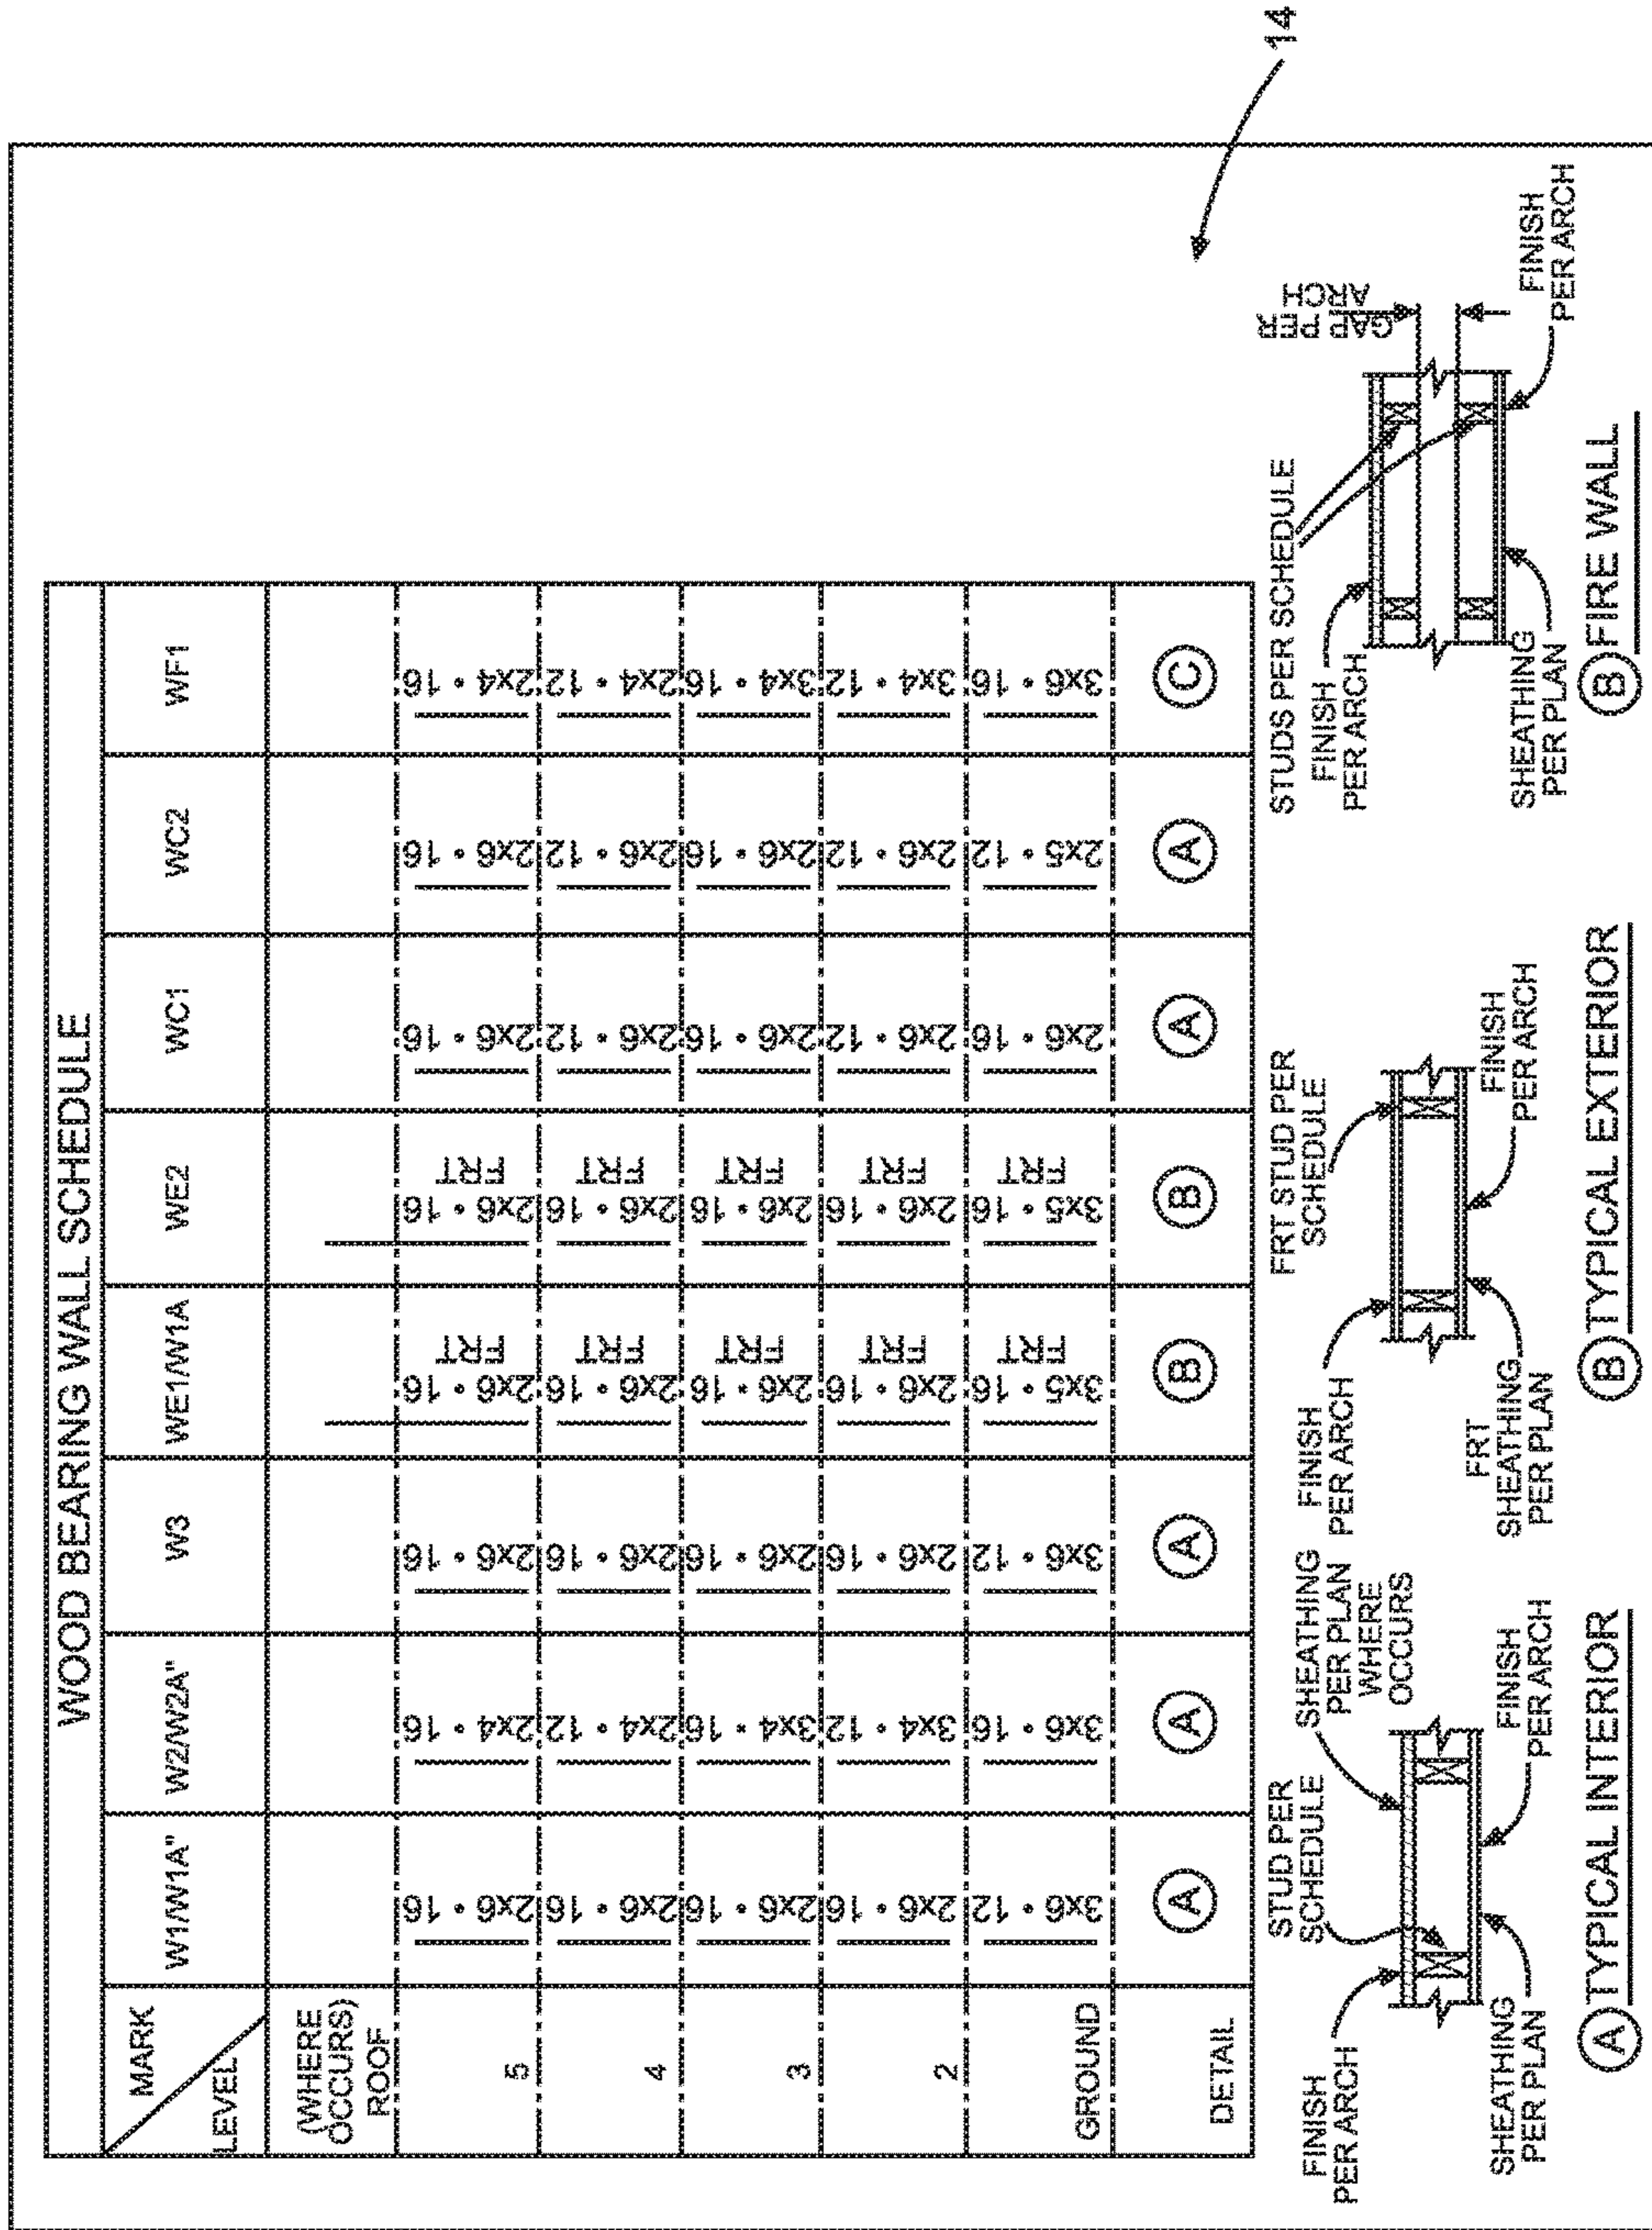 WOOD BEARING WALL SCHEDULE
MARK
LEVEL
W1/W1A" W2/W2A" W3 WE1/W1A WE2 WC1 WC2 WF1
(WHERE
OCCURS)
ROOF
2x6 • 16 2x4 • 16 2x6 • 16 2x6 • 16 FRT 2x6 • 16 FRT 2x6 • 16 2x6 • 16 2x4 • 16
5
2x6 • 16 2x4 • 12 2x6 • 16 2x6 • 16 FRT 2x6 • 16 FRT 2x6 • 12 2x6 • 12 2x4 • 12
4
2x6 • 16 3x4 • 16 2x6 • 16 2x6 • 16 FRT 2x6 • 16 FRT 2x6 • 16 2x6 • 16 3x4 • 16
3
2x6 • 16 3x4 • 12 2x6 • 16 2x6 • 16 FRT 2x6 • 16 FRT 2x6 • 12 2x6 • 12 3x4 • 12
2
3x6 • 12 3x6 • 16 3x6 • 12 3x5 • 16 FRT 3x5 • 16 FRT 2x6 • 16 2x5 • 12 3x6 • 16
GROUND
DETAIL A A A B B A A C
FINISH
PER ARCH
STUD PER
SCHEDULE
SHEATHING
PER PLAN
WHERE
OCCURS
SHEATHING
PER PLAN
FINISH
PER ARCH
A TYPICAL INTERIOR
FINISH
PER ARCH
FRT STUD PER
SCHEDULE
FRT
SHEATHING
PER PLAN
FINISH
PER ARCH
B TYPICAL EXTERIOR
STUDS PER SCHEDULE
FINISH
PER ARCH
GAP PER
ARCH
SHEATHING
PER PLAN
FINISH
PER ARCH
B FIRE WALL
14